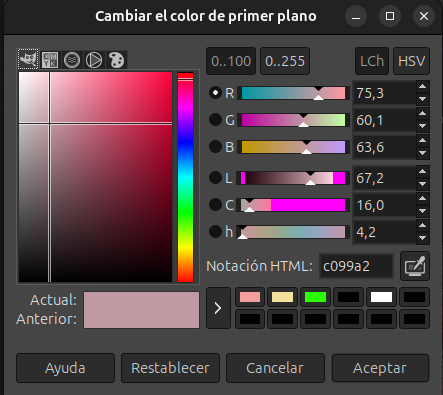 Cambiar el color de primer plano
0..100 0..255 LCh HSV
R 75,3
G 60,1
B 63,6
L 67,2
C 16,0
h 4,2
Notación HTML: c099a2
Actual:
Anterior:
Ayuda Restablecer Cancelar Aceptar